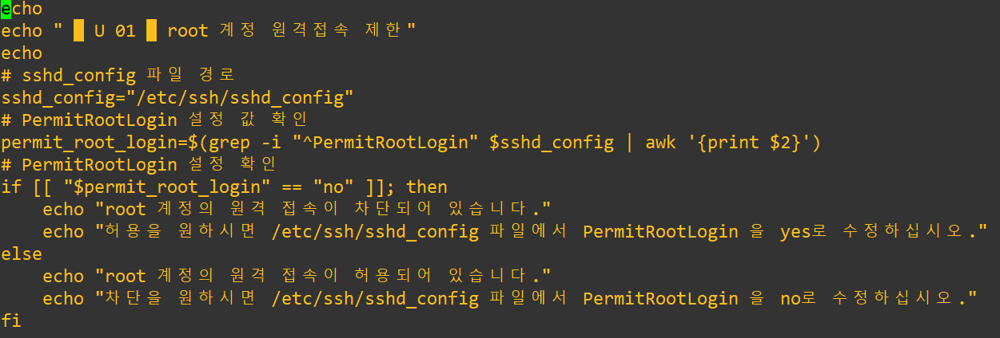 echo
echo " █ U 01 █ root 계정 원격접속 제한"
echo
# sshd_config 파일 경로
sshd_config="/etc/ssh/sshd_config"
# PermitRootLogin 설정 값 확인
permit_root_login=$(grep -i "^PermitRootLogin" $sshd_config | awk '{print $2}')
# PermitRootLogin 설정 확인
if [[ "$permit_root_login" == "no" ]]; then
    echo "root 계정의 원격 접속이 차단되어 있습니다."
    echo "허용을 원하시면 /etc/ssh/sshd_config 파일에서 PermitRootLogin 을 yes로 수정하십시오."
else
    echo "root 계정의 원격 접속이 허용되어 있습니다."
    echo "차단을 원하시면 /etc/ssh/sshd_config 파일에서 PermitRootLogin 을 no로 수정하십시오."
fi